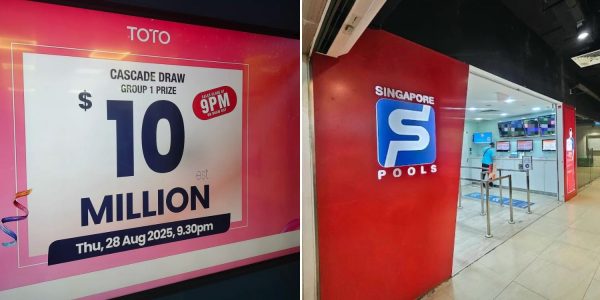 TOTO
CASCADE DRAW
GROUP 1 PRIZE
$10
est
MILLION
9PM
Thu, 28 Aug 2025, 9.30pm
SINGAPORE
POOLS